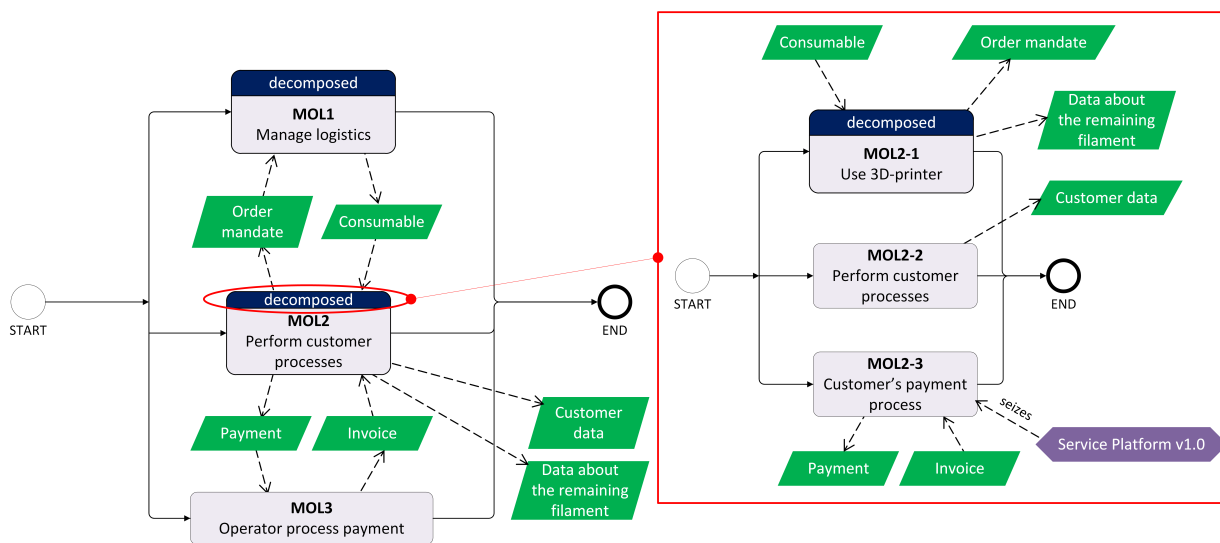 decomposed
MOL1
Manage logistics
Order
mandate
Consumable
START
decomposed
MOL2
Perform customer
processes
END
Payment
Invoice
Customer
data
Data about
the remaining
filament
MOL3
Operator process payment
Consumable
Order mandate
Data about
the remaining
filament
decomposed
MOL2-1
Use 3D-printer
Customer data
START
MOL2-2
Perform customer
processes
END
MOL2-3
Customer's payment
process
seizes
Service Platform v1.0
Payment
Invoice